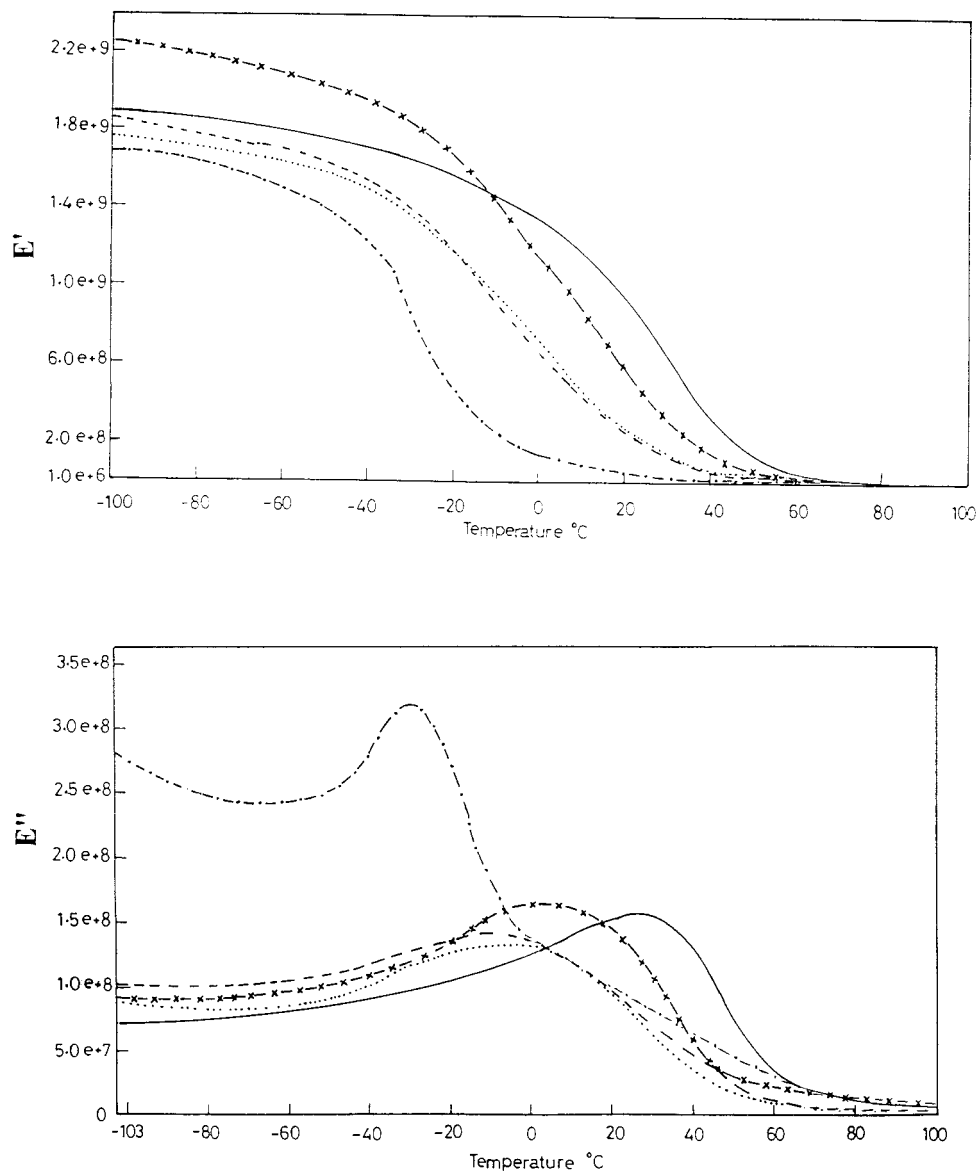 2.2e+9
1.8e+9
1.4e+9
1.0e+9
6.0e+8
2.0e+8
1.0e+6
E'
-100 -80 -60 -40 -20 0 20 40 60 80 100
Temperature °C
3.5e+8
3.0e+8
2.5e+8
2.0e+8
1.5e+8
1.0e+8
5.0e+7
0
E"
-103 -80 -60 -40 -20 0 20 40 60 80 100
Temperature °C